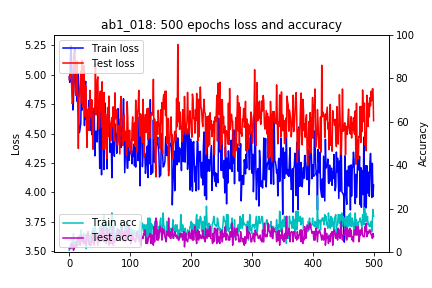 ab1_018: 500 epochs loss and accuracy
Train loss
Test loss
Train acc
Test acc
Loss
5.25
5.00
4.75
4.50
4.25
4.00
3.75
3.50
Accuracy
100
80
60
40
20
0
0 100 200 300 400 500